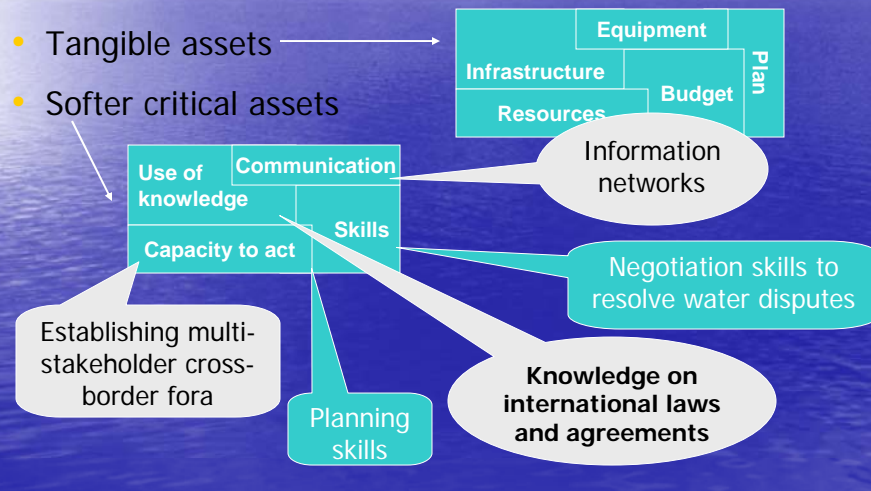 Tangible assets
Softer critical assets
Equipment
Infrastructure
Plan
Budget
Resources
Information
networks
Use of
knowledge
Communication
Skills
Capacity to act
Negotiation skills to
resolve water disputes
Establishing multi-
stakeholder cross-
border fora
Planning
skills
Knowledge on
international laws
and agreements